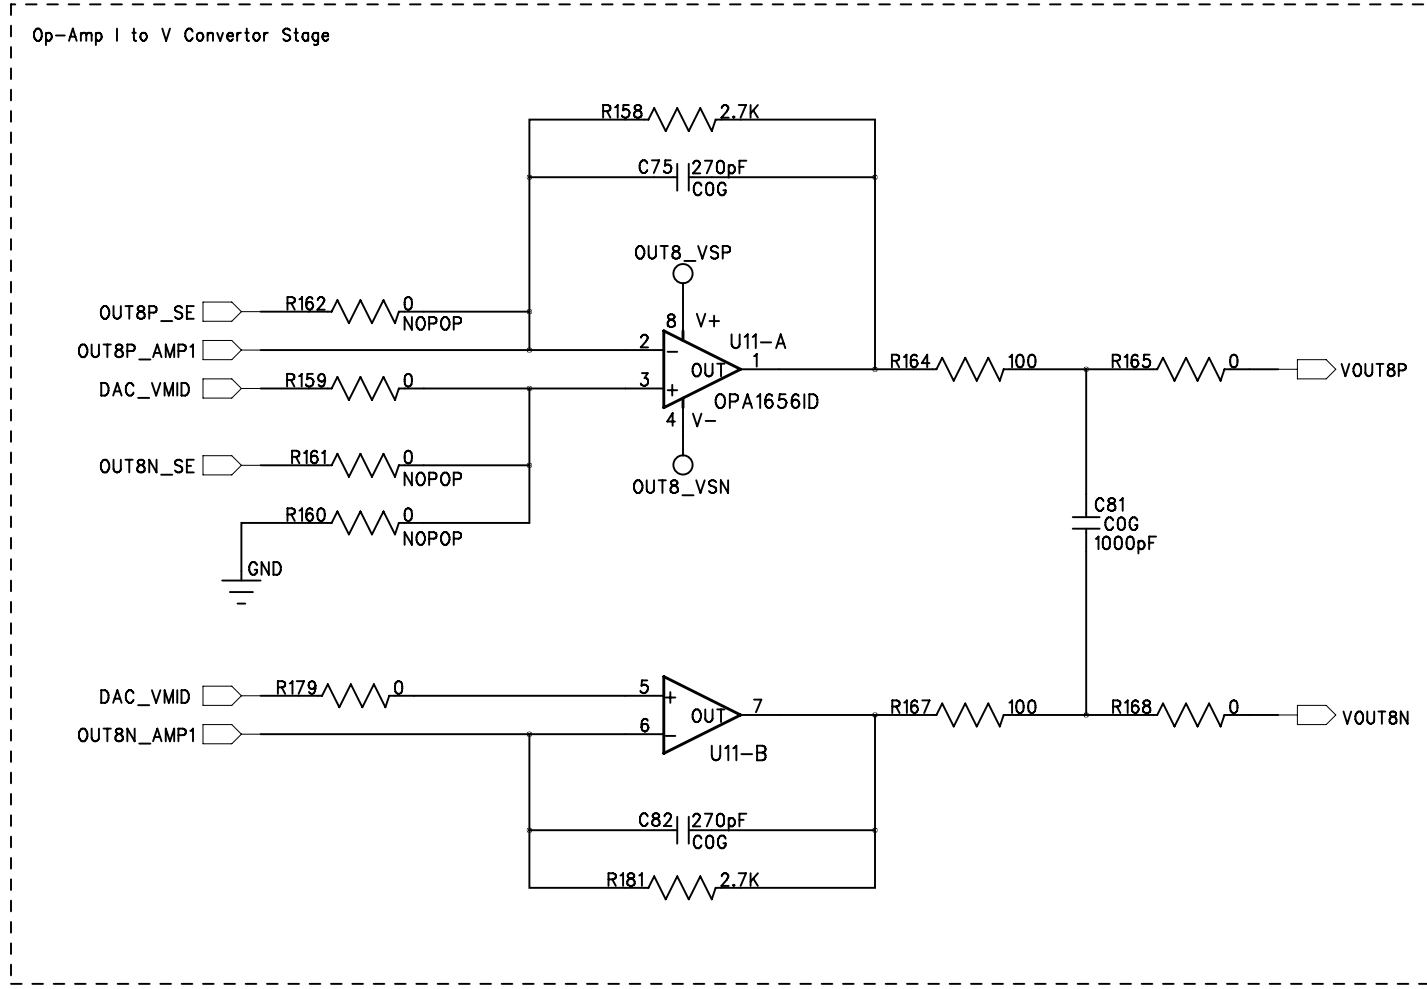 Op-Amp I to V Convertor Stage
R158 2.7K
C75 270pF
COG
OUT8_VSP
OUT8P_SE R162 0
NOPOP
8 V+
OUT8P_AMP1 2 - U11-A
OUT 1
R164 100 R165 0 VOUT8P
DAC_VMID R159 0 3 +
OPA1656ID
4 V-
OUT8N_SE R161 0
NOPOP
OUT8_VSN
R160 0
NOPOP
C81
COG
1000pF
GND
DAC_VMID R179 0 5 +
OUT 7 R167 100 R168 0 VOUT8N
OUT8N_AMP1 6 -
U11-B
C82 270pF
COG
R181 2.7K